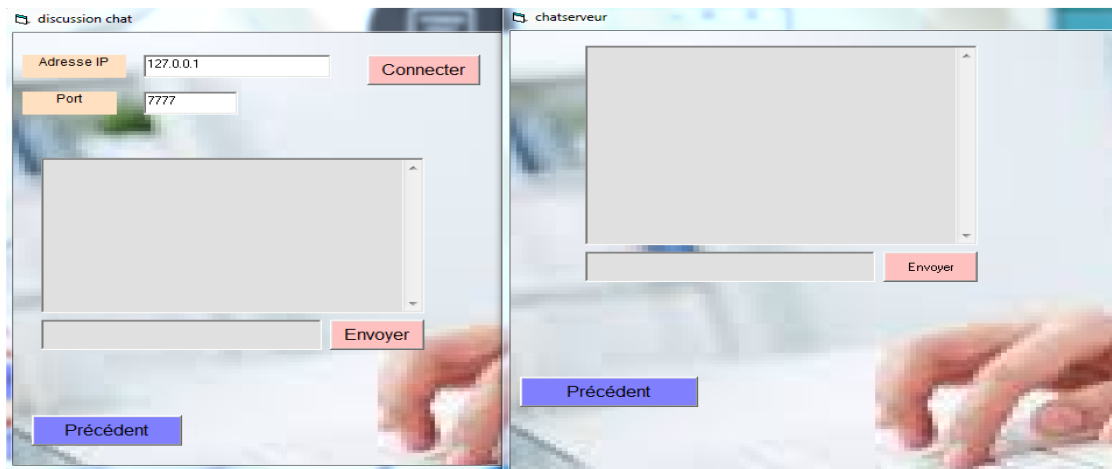 discussion chat
Adresse IP
127.0.0.1
Connecter
Port
7777
Envoyer
Précédent
chatserveur
Envoyer
Précédent